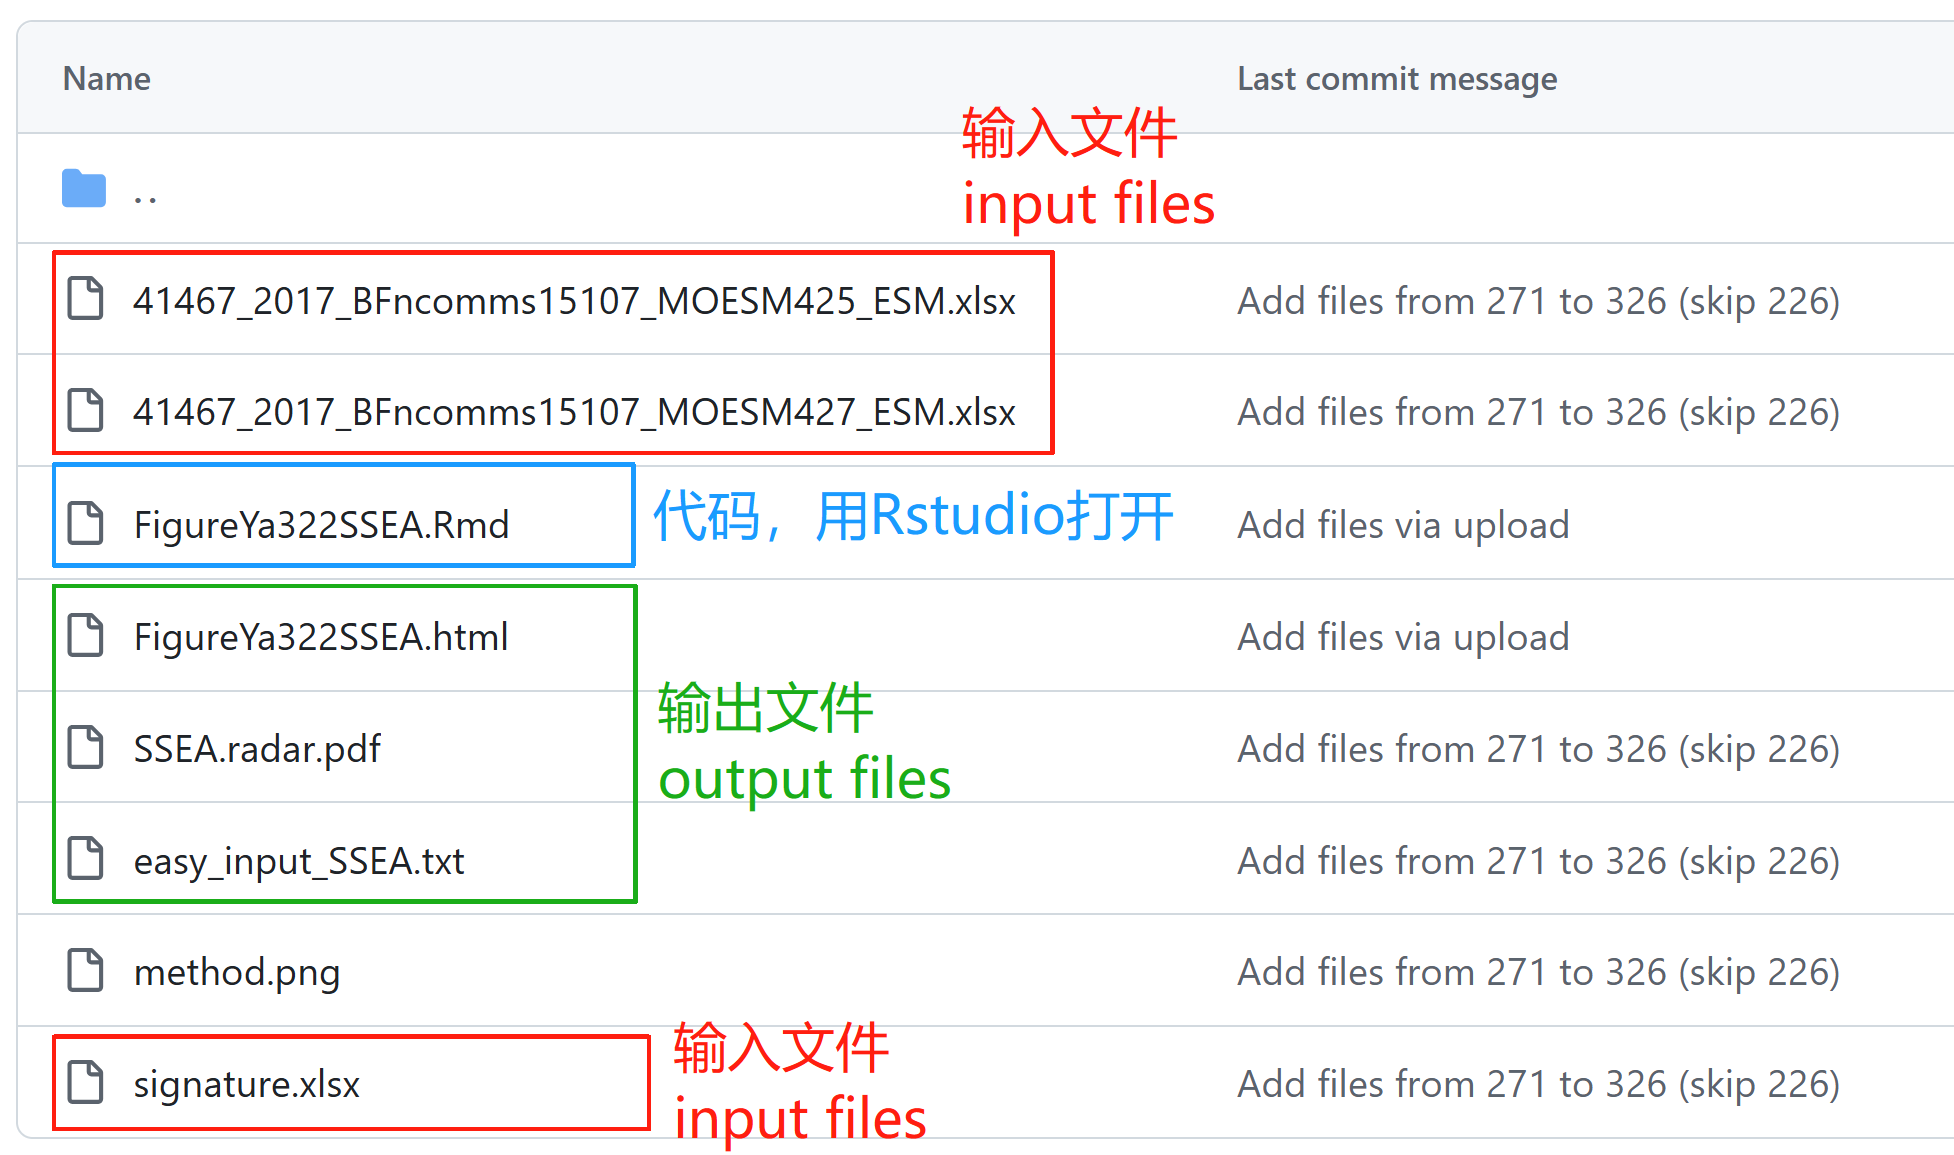 Name
Last commit message
输入文件
input files
..
41467_2017_BFncomms15107_MOESM425_ESM.xlsx
Add files from 271 to 326 (skip 226)
41467_2017_BFncomms15107_MOESM427_ESM.xlsx
Add files from 271 to 326 (skip 226)
FigureYa322SSEA.Rmd
代码，用Rstudio打开
Add files via upload
FigureYa322SSEA.html
Add files via upload
输出文件
output files
SSEA.radar.pdf
Add files from 271 to 326 (skip 226)
easy_input_SSEA.txt
Add files from 271 to 326 (skip 226)
method.png
Add files from 271 to 326 (skip 226)
输入文件
input files
signature.xlsx
Add files from 271 to 326 (skip 226)